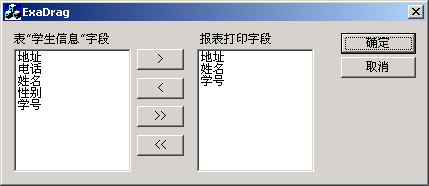 ExaDrag
表“学生信息“字段
报表打印字段
地址
电话
姓名
性别
学号
>
<
>>
<<
地址
姓名
学号
确定
取消